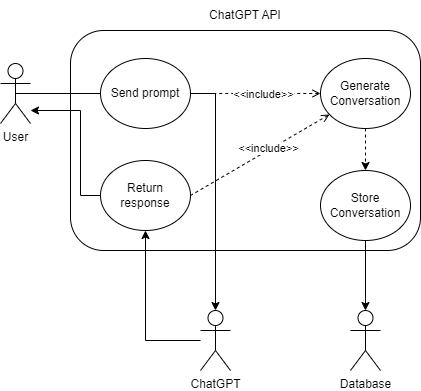 ChatGPT API
Send prompt
<<include>>
Generate
Conversation
User
<<include>>
Return
response
Store
Conversation
ChatGPT
Database